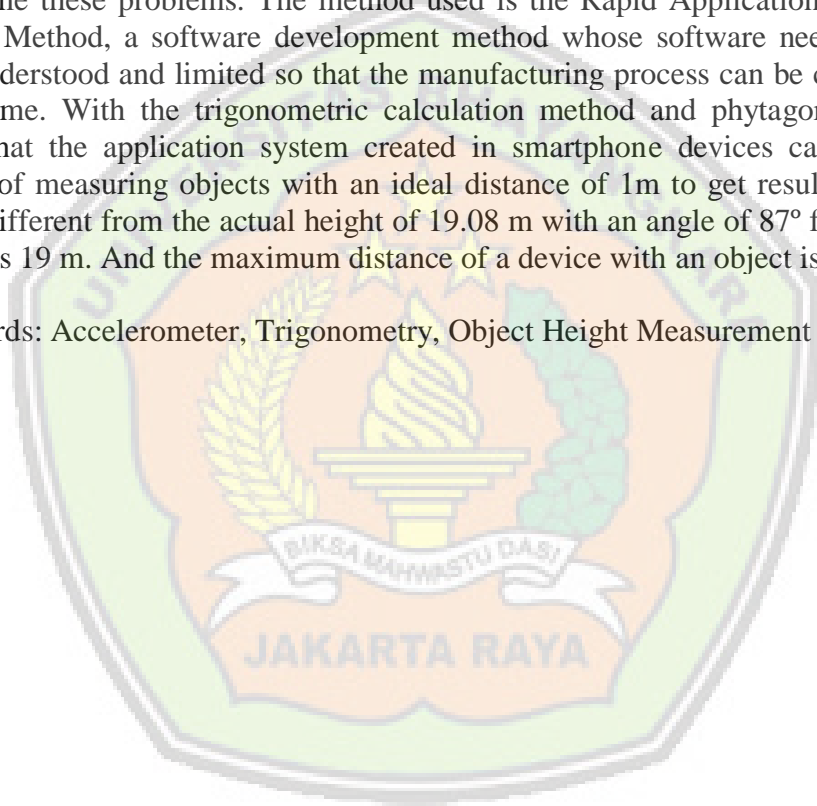 ne these problems. The method used is the Rapid Application
Method, a software development method whose software nee
derstood and limited so that the manufacturing process can be
me. With the trigonometric calculation method and phytagor
hat the application system created in smartphone devices ca
of measuring objects with an ideal distance of 1m to get resul
ifferent from the actual height of 19.08 m with an angle of 87º f
s 19 m. And the maximum distance of a device with an object is
rds: Accelerometer, Trigonometry, Object Height Measurement
UNIVERSITAS BHAYANGKARA
BIKSA MAHWASTU DASI
JAKARTA RAYA